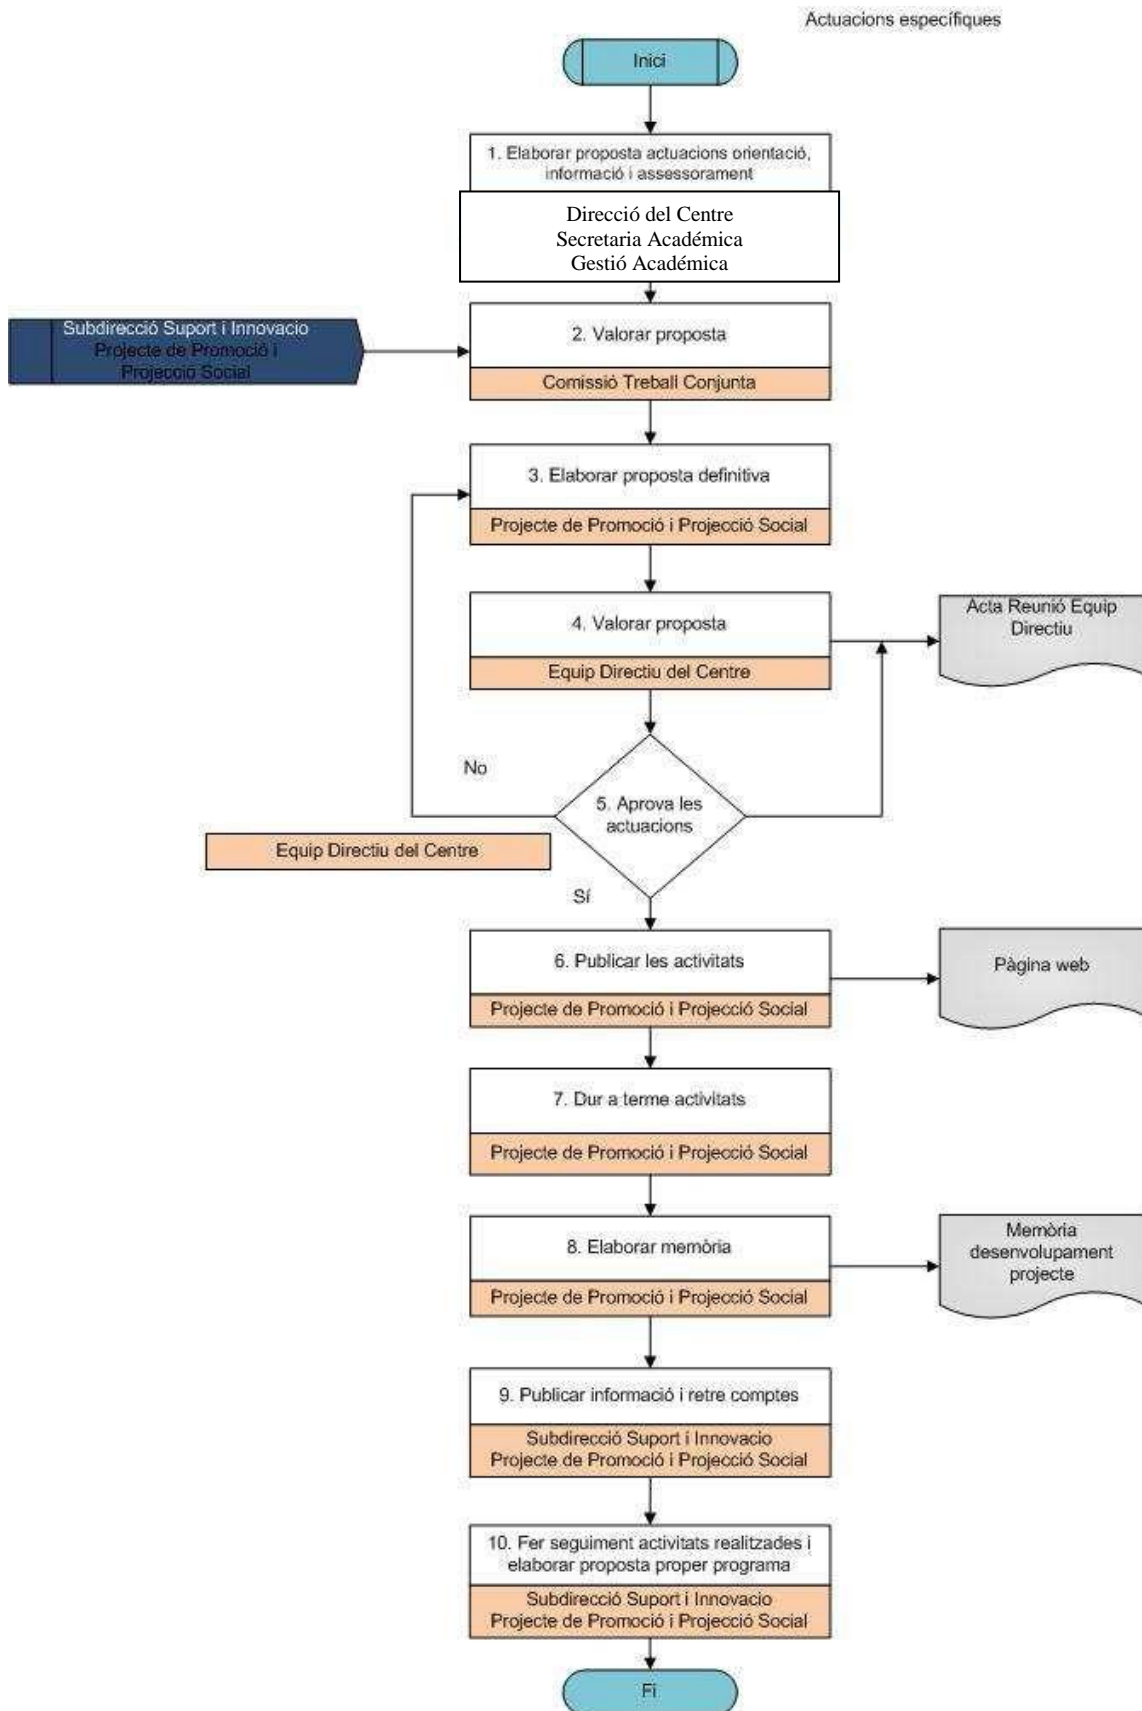 Actuacions específiques
Inici
1. Elaborar proposta actuacions orientació,
informació i assessorament
Direcció del Centre
Secretaria Académica
Gestió Académica
Subdirecció Suport i Innovacio
Projecte de Promoció i
Projecció Social
2. Valorar proposta
Comissió Treball Conjunta
3. Elaborar proposta definitiva
Projecte de Promoció i Projecció Social
4. Valorar proposta
Equip Directiu del Centre
Acta Reunió Equip
Directiu
No
5. Aprova les
actuacions
Equip Directiu del Centre
Sí
6. Publicar les activitats
Projecte de Promoció i Projecció Social
Pàgina web
7. Dur a terme activitats
Projecte de Promoció i Projecció Social
8. Elaborar memòria
Projecte de Promoció i Projecció Social
Memòria
desenvolupament
projecte
9. Publicar informació i retre comptes
Subdirecció Suport i Innovacio
Projecte de Promoció i Projecció Social
10. Fer seguiment activitats realitzades i
elaborar proposta proper programa
Subdirecció Suport i Innovacio
Projecte de Promoció i Projecció Social
Fi